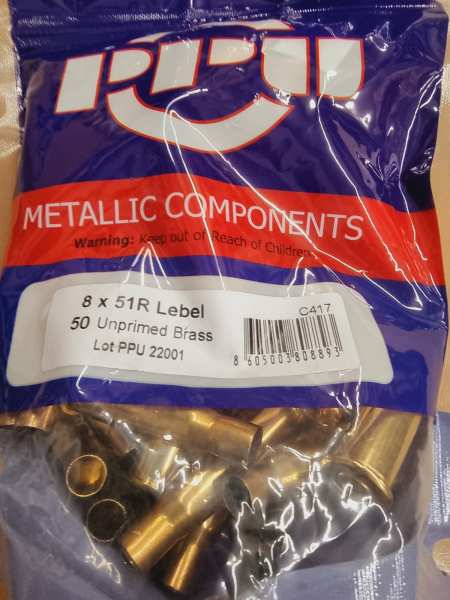 PPU
METALLIC COMPONENTS
Warning: Keep out of Reach of Children
8 x 51R Lebel
50 Unprimed Brass
Lot PPU 22001
C417
8 605003 808893